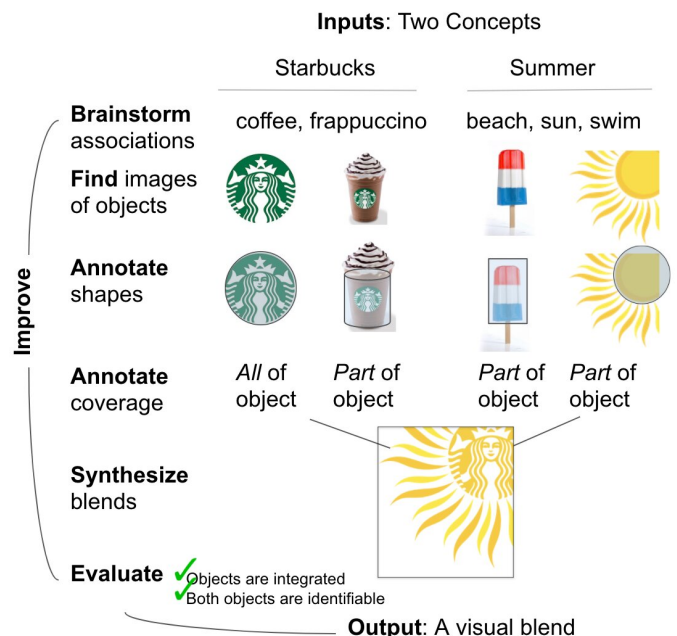 Inputs: Two Concepts
Starbucks
Summer
Brainstorm
associations
coffee, frappuccino
beach, sun, swim
Find images
of objects
Annotate
shapes
Improve
Annotate
coverage
All of
object
Part of
object
Part of
object
Part of
object
Synthesize
blends
Evaluate
Objects are integrated
Both objects are identifiable
Output: A visual blend